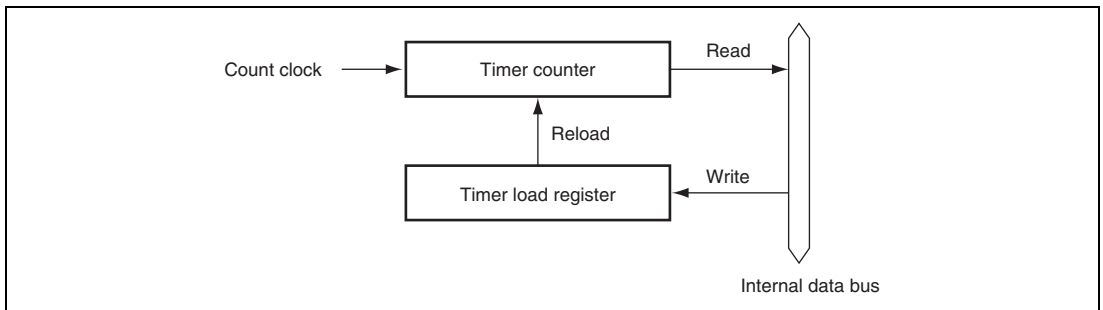 Count clock
Timer counter
Read
Reload
Timer load register
Write
Internal data bus